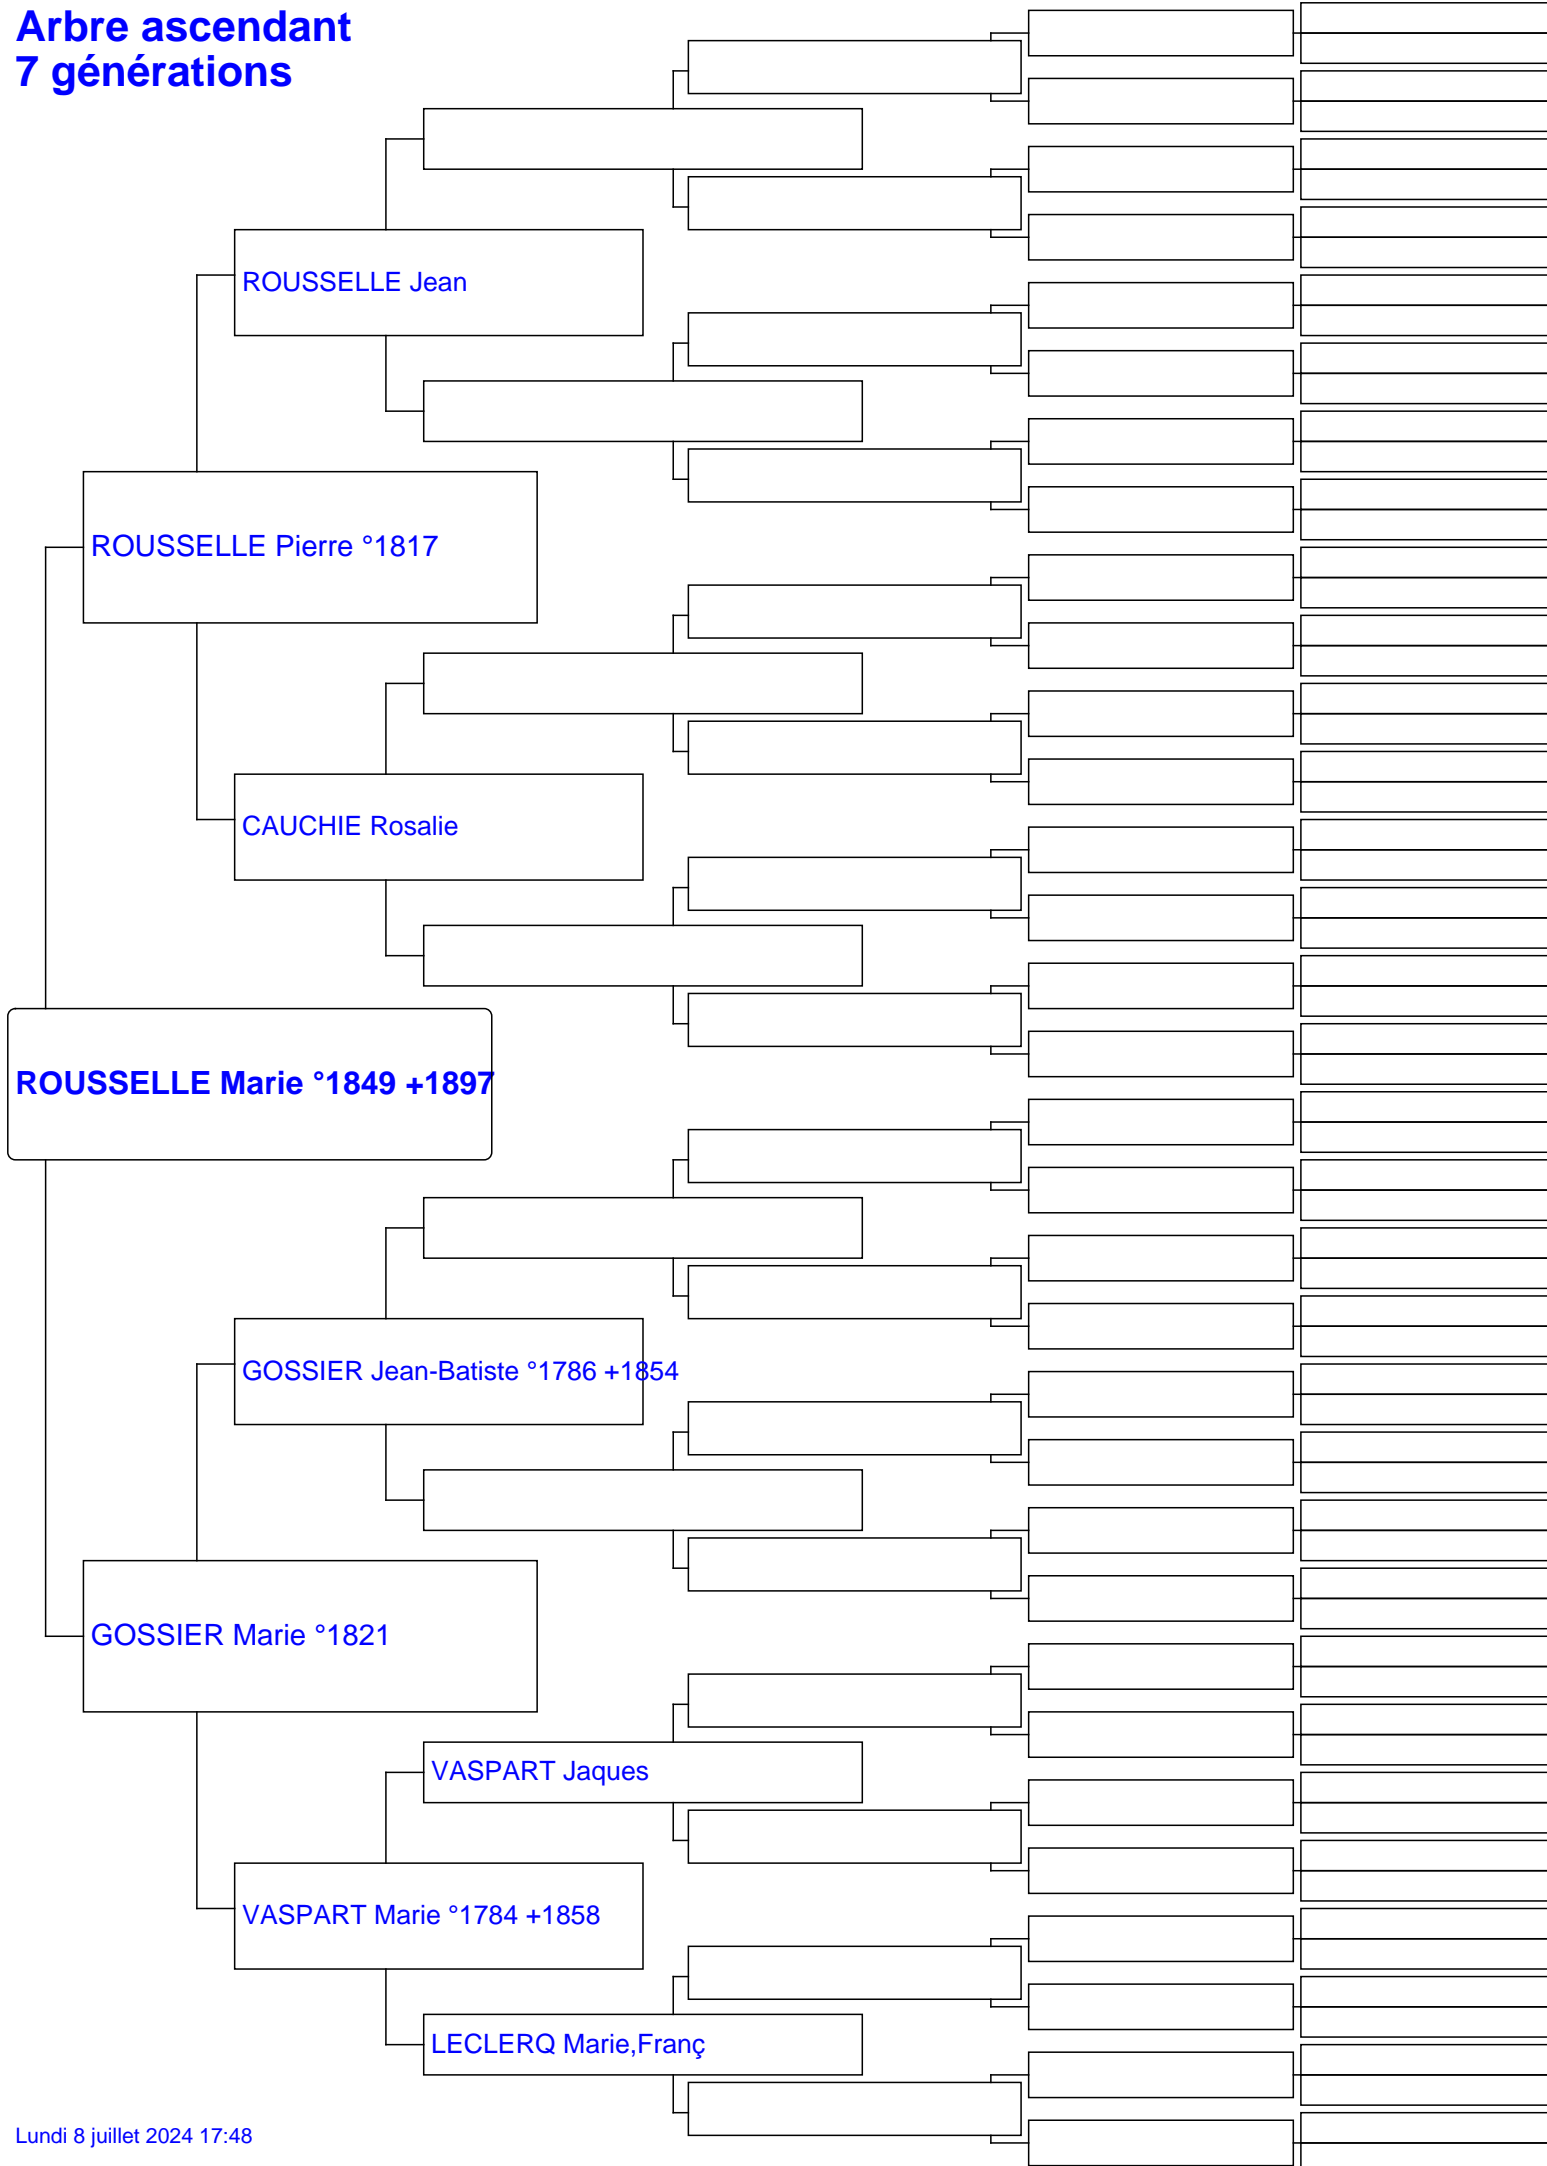 Arbre ascendant
7 générations
ROUSSELLE Jean
ROUSSELLE Pierre °1817
CAUCHIE Rosalie
ROUSSELLE Marie °1849 +1897
GOSSIER Jean-Batiste °1786 +1854
GOSSIER Marie °1821
VASPART Jaques
VASPART Marie °1784 +1858
LECLERQ Marie,Franç
Lundi 8 juillet 2024 17:48